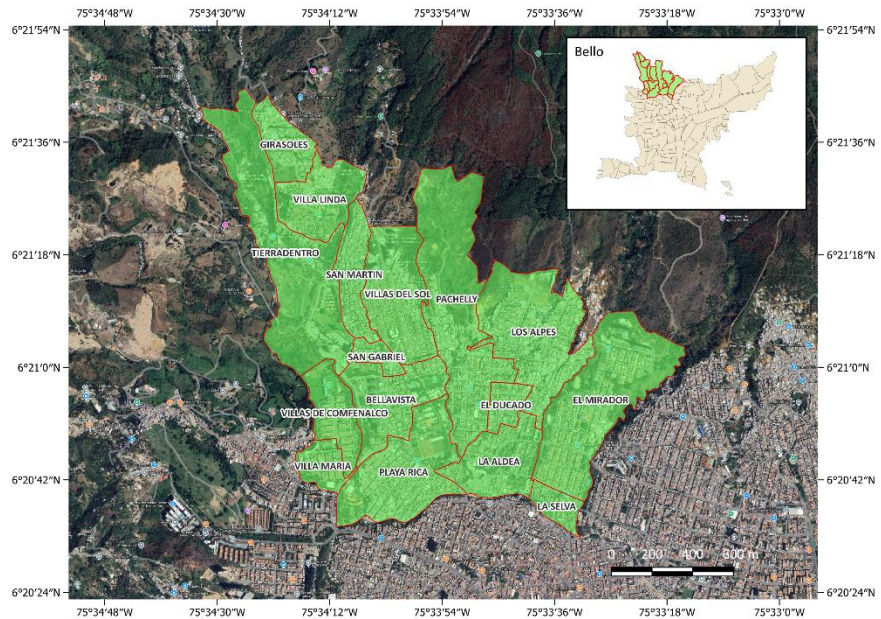 75°34'48"W 75°34'30"W 75°34'12"W 75°33'54"W 75°33'36"W 75°33'18"W 75°33'0"W
6°21'54"N 6°21'54"N
Bello
6°21'36"N 6°21'36"N
GIRASOLES
VILLA LINDA
6°21'18"N 6°21'18"N
TIERRADENTRO
SAN MARTIN
VILLAS DEL SOL
PACHELLY
LOS ALPES
6°21'0"N 6°21'0"N
SAN GABRIEL
BELLAVISTA
EL MIRADOR
EL DUCADO
VILLAS DE COMFENALCO
LA ALDEA
VILLA MARIA
PLAYA RICA
6°20'42"N 6°20'42"N
LA SELVA
0 200 400 600 m
6°20'24"N 6°20'24"N
75°34'48"W 75°34'30"W 75°34'12"W 75°33'54"W 75°33'36"W 75°33'18"W 75°33'0"W